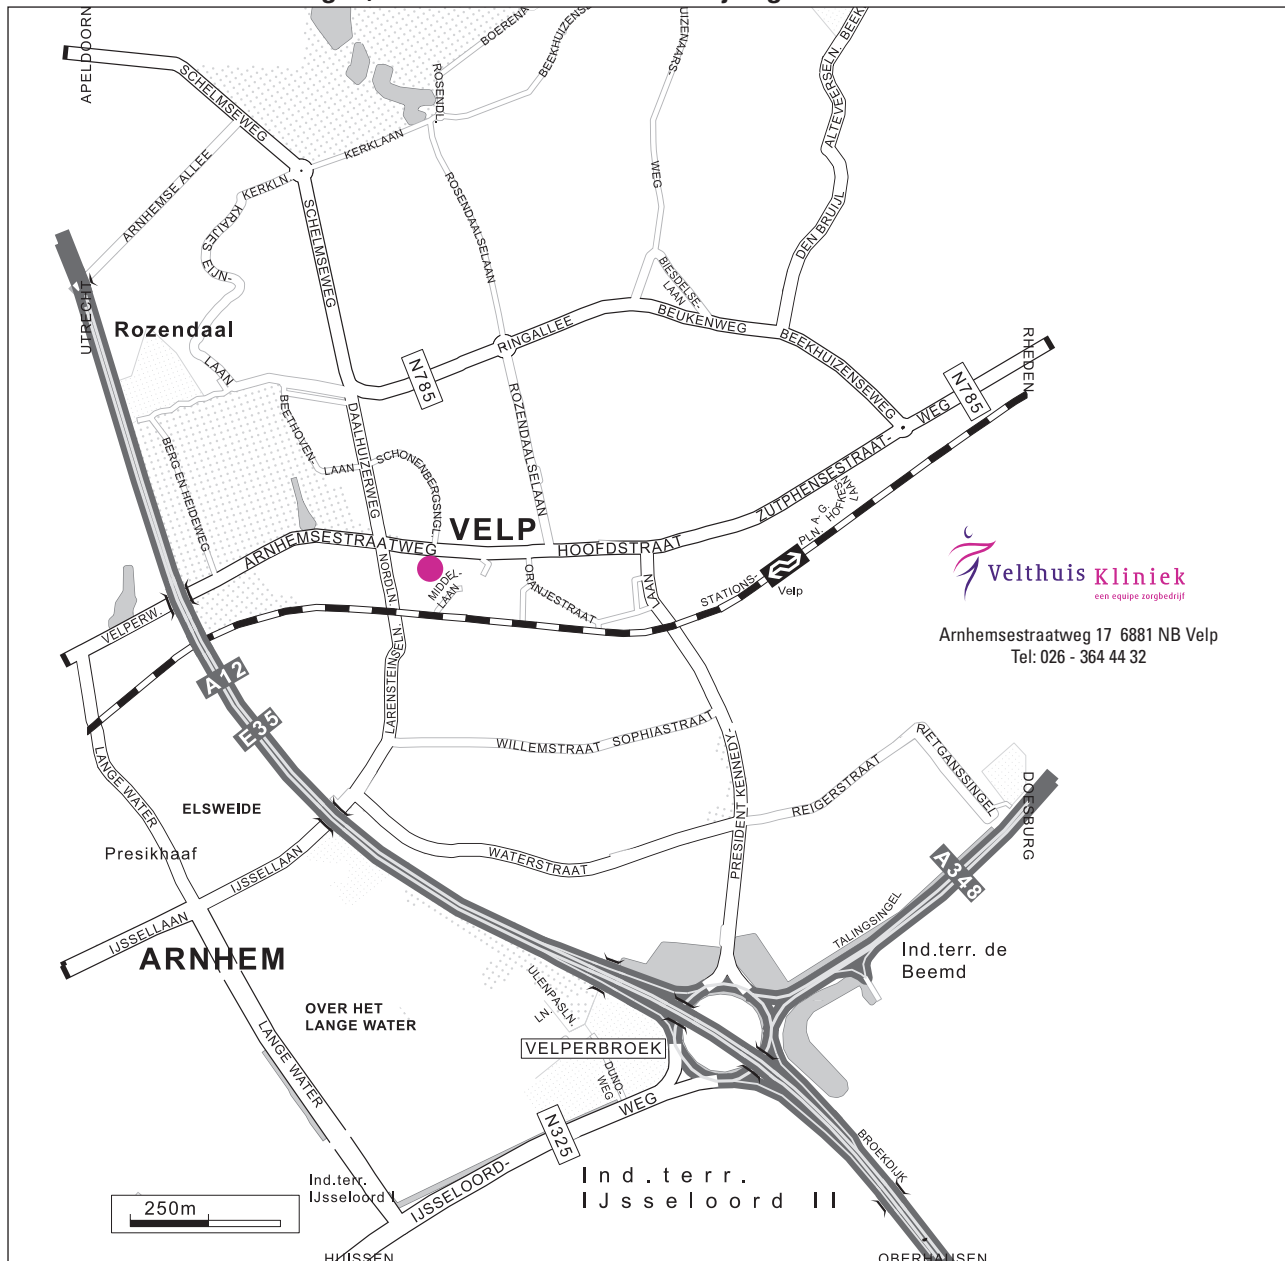 APELDOORN
SCHELMSEWEG
ARNHEMSE ALLEE
KERKLN.
KERKLAAN
ROSENDL.
BEEKHUIZENSE
UIZENAARS-
WEG
ALTEVEERSELN.
BEEK
DEN BRUIJL
KRAIJES
EIJN-
LAAN
SCHELMSEWEG
ROSENDAALSELAAN
BIESDELSE-
LAAN
UTRECHT
Rozendaal
RINGALLEE
BEUKENWEG
BEEKHUIZENSEWEG
RHEDEN
N785
N785
WEG
BEETHOVEN-
LAAN
DAALHUIZERWEG
SCHONENBERGSNGL.
ROZENDAALSELAAN
BERG EN HEIDEWEG
ZUTPHENSESTRAAT-
A. G.
HOFKES-
LAAN
PLN.
VELP
ARNHEMSESTRAATWEG
HOOFDSTRAAT
NORDLN.
MIDDEL-
LAAN
ORANJESTRAAT
LAAN
STATIONS-
Velp
Velthuis Kliniek
een equipe zorgbedrijf
Arnhemsestraatweg 17 6881 NB Velp
Tel: 026 - 364 44 32
VELPERW.
A12
E35
LARENSTEINSELN.
WILLEMSTRAAT
SOPHIASTRAAT
PRESIDENT KENNEDY-
REIGERSTRAAT
RIETGANSSINGEL
DOESBURG
LANGE WATER
ELSWEIDE
Presikhaaf
IJSSELLAAN
IJSSELLAAN
WATERSTRAAT
A348
TALINGSINGEL
ARNHEM
Ind.terr. de
Beemd
OVER HET
LANGE WATER
ULENPASLN.
LN.
VELPERBROEK
DUNO-
WEG
LANGE WATER
WEG
N325
IJSSELOORD-
BROEKDIJK
Ind.terr.
IJsseloord I
Ind.terr.
IJsseloord II
250m
HUISSEN
OBERHAUSEN